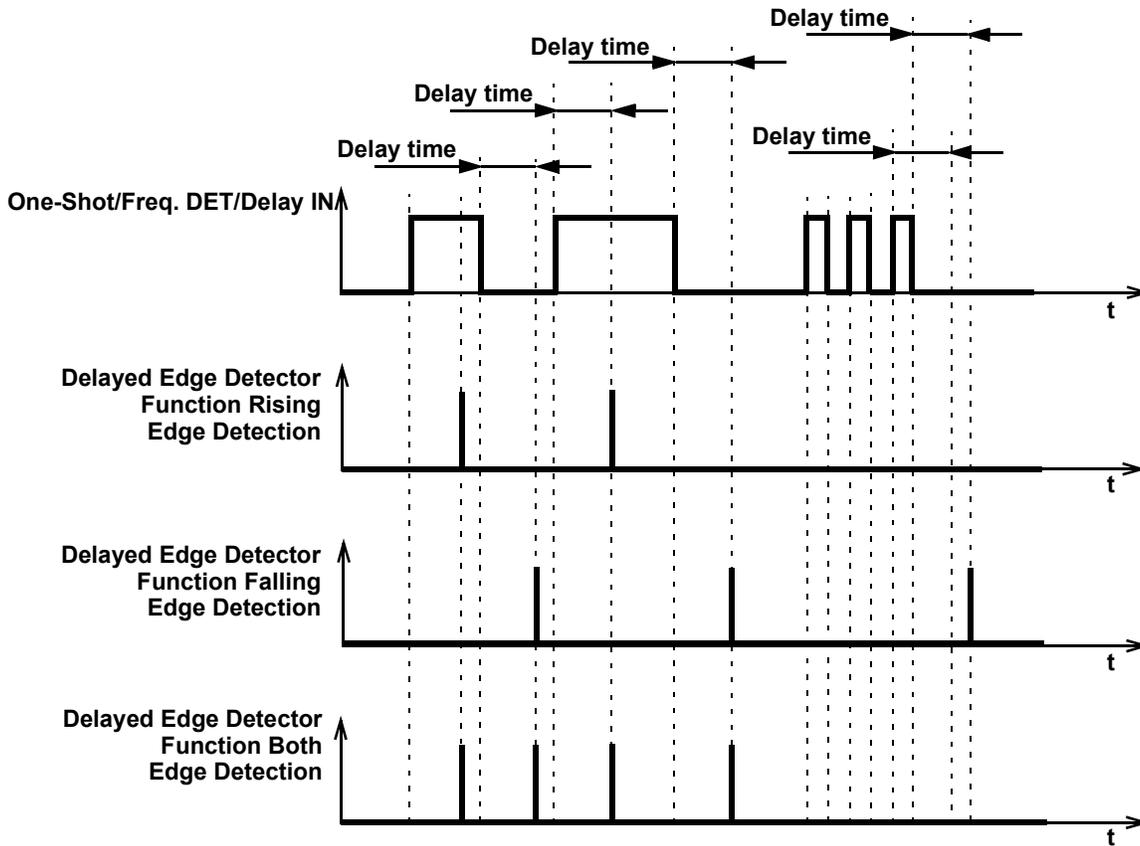 Delay time
Delay time
Delay time
Delay time
Delay time
One-Shot/Freq. DET/Delay IN
t
Delayed Edge Detector
Function Rising
Edge Detection
t
Delayed Edge Detector
Function Falling
Edge Detection
t
Delayed Edge Detector
Function Both
Edge Detection
t